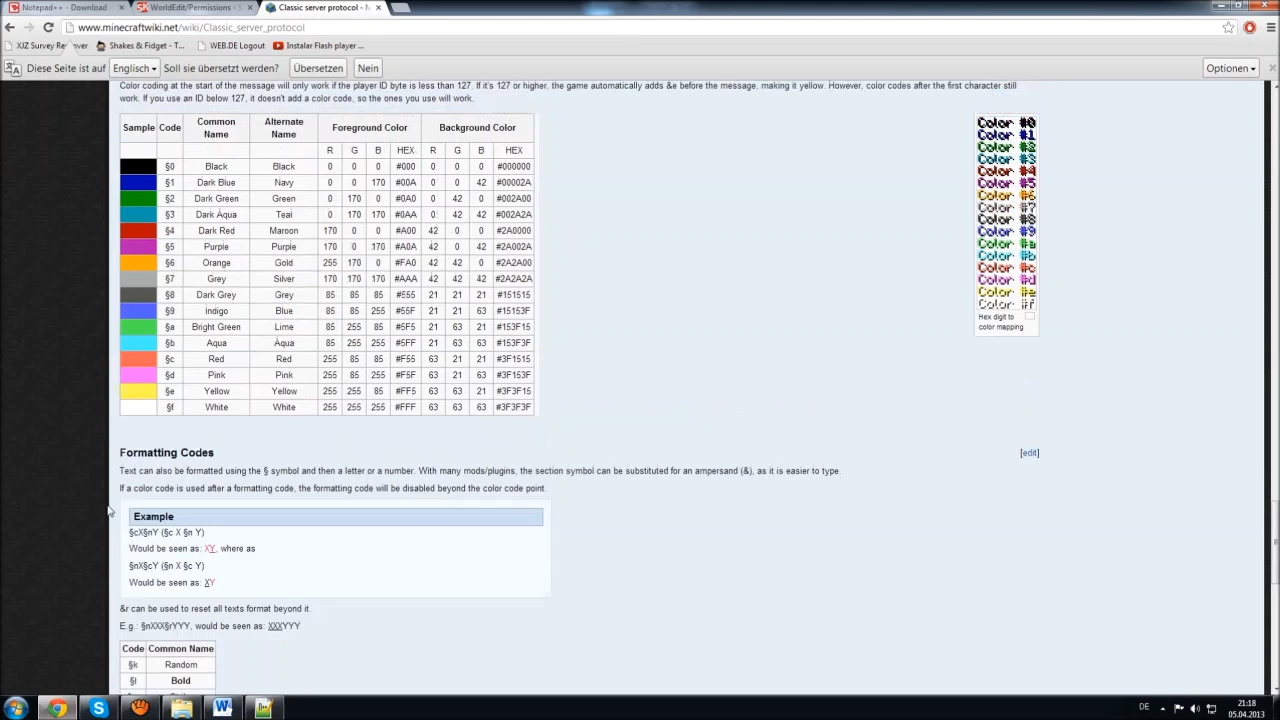 Notepad++ - Download
WorldEdit/Permissions - S
Classic server protocol - M
www.minecraftwiki.net/wiki/Classic_server_protocol
XJZ Survey Remover
Shakes & Fidget - T...
WEB.DE Logout
Instalar Flash player ...
Diese Seite ist auf Englisch Soll sie übersetzt werden? Übersetzen Nein Optionen
Color coding at the start of the message will only work if the player ID byte is less than 127. If it's 127 or higher, the game automatically adds &e before the message, making it yellow. However, color codes after the first character still
work. If you use an ID below 127, it doesn't add a color code, so the ones you use will work.
Sample Code Common Name Alternate Name Foreground Color Background Color
R G B HEX R G B HEX
§0 Black Black 0 0 0 #000 0 0 0 #000000
§1 Dark Blue Navy 0 0 170 #00A 0 0 42 #00002A
§2 Dark Green Green 0 170 0 #0A0 0 42 0 #002A00
§3 Dark Aqua Teal 0 170 170 #0AA 0 42 42 #002A2A
§4 Dark Red Maroon 170 0 0 #A00 42 0 0 #2A0000
§5 Purple Purple 170 0 170 #A0A 42 0 42 #2A002A
§6 Orange Gold 255 170 0 #FA0 42 42 0 #2A2A00
§7 Grey Silver 170 170 170 #AAA 42 42 42 #2A2A2A
§8 Dark Grey Grey 85 85 85 #555 21 21 21 #151515
§9 Indigo Blue 85 85 255 #55F 21 21 63 #15153F
§a Bright Green Lime 85 255 85 #5F5 21 63 21 #153F15
§b Aqua Aqua 85 255 255 #5FF 21 63 63 #153F3F
§c Red Red 255 85 85 #F55 63 21 21 #3F1515
§d Pink Pink 255 85 255 #F5F 63 21 63 #3F153F
§e Yellow Yellow 255 255 85 #FF5 63 63 21 #3F3F15
§f White White 255 255 255 #FFF 63 63 63 #3F3F3F
Color #0
Color #1
Color #2
Color #3
Color #4
Color #5
Color #6
Color #7
Color #8
Color #9
Color #a
Color #b
Color #c
Color #d
Color #e
Color #f
Hex digit to
color mapping
Formatting Codes
[edit]
Text can also be formatted using the § symbol and then a letter or a number. With many mods/plugins, the section symbol can be substituted for an ampersand (&), as it is easier to type.
If a color code is used after a formatting code, the formatting code will be disabled beyond the color code point.
Example
§cX§nY (§c X §n Y)
Would be seen as: XY, where as
§nX§cY (§n X §c Y)
Would be seen as: XY
&r can be used to reset all texts format beyond it.
E.g.: §nXXX§rYYY, would be seen as: XXXYYY
Code Common Name
§k Random
§l Bold
DE
21:18
05.04.2013